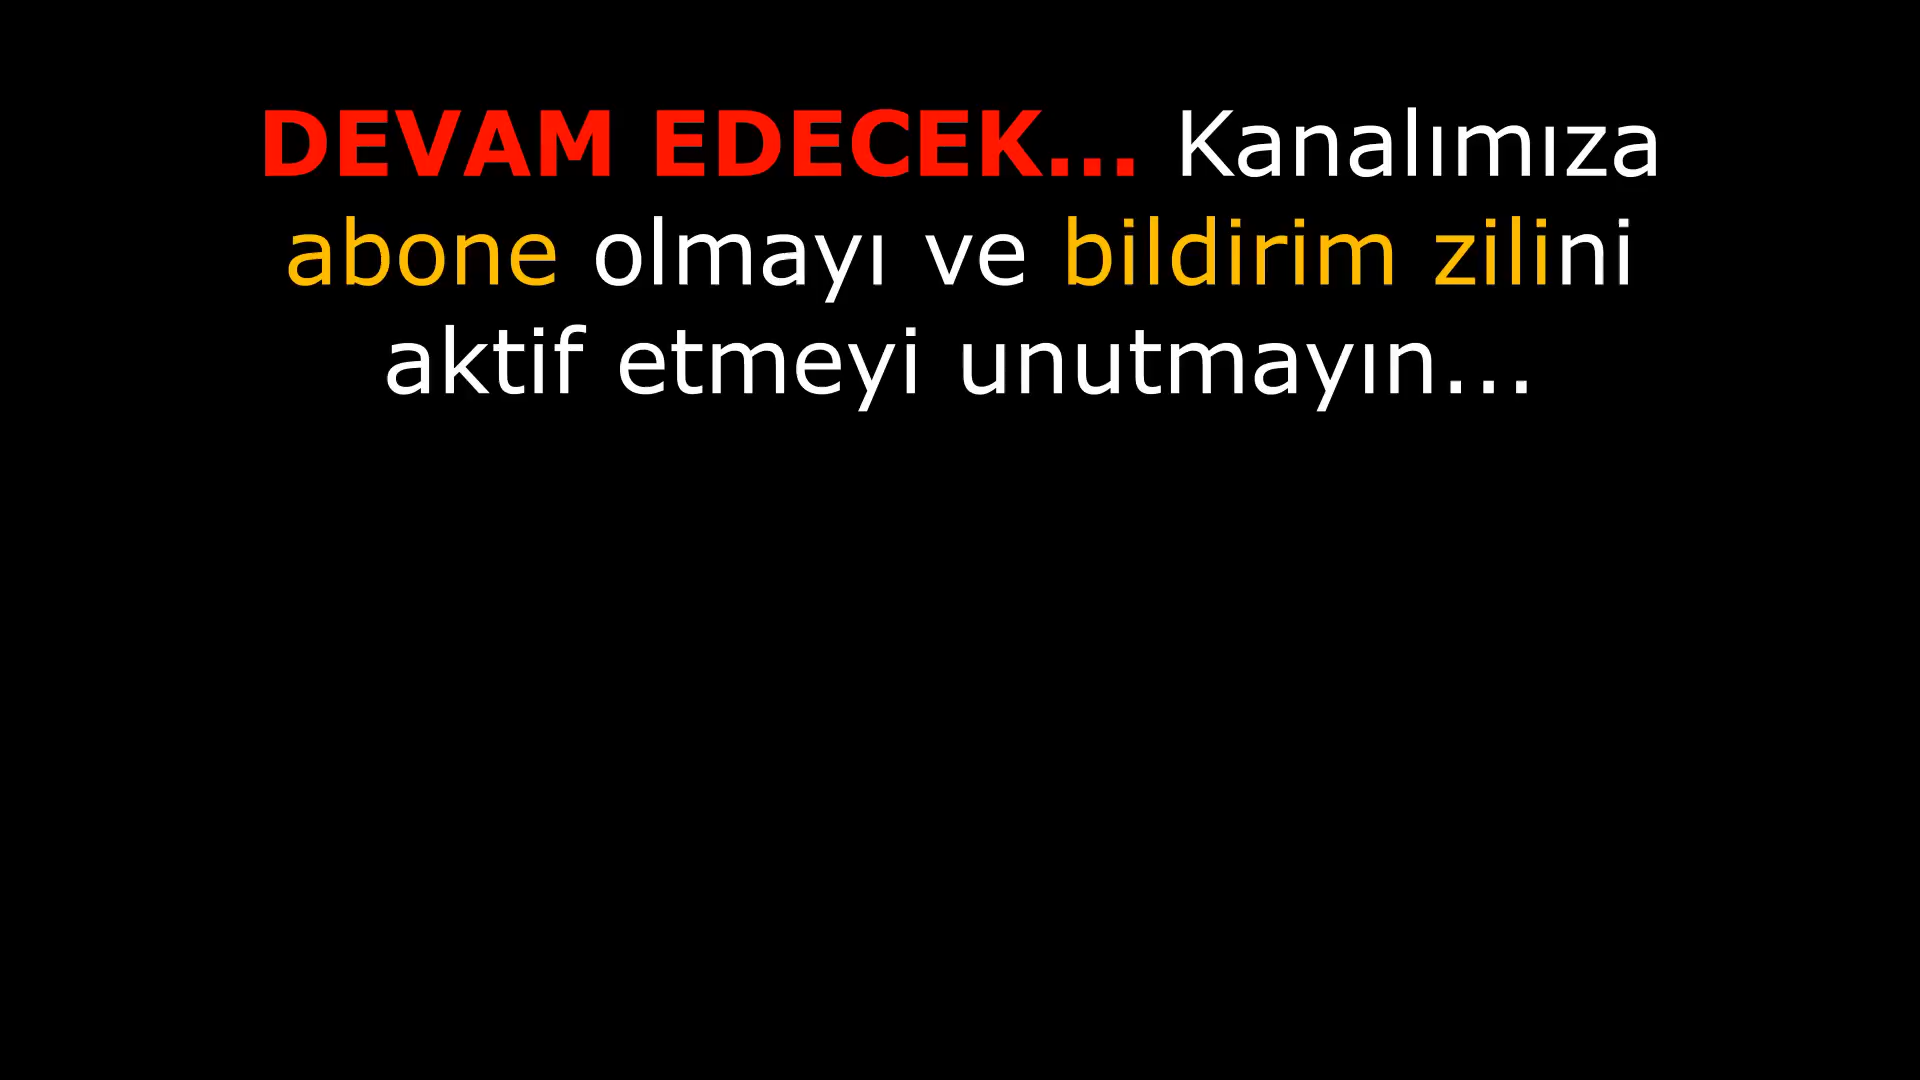 DEVAM EDECEK... Kanalımıza
abone olmayı ve bildirim zilini
aktif etmeyi unutmayın...